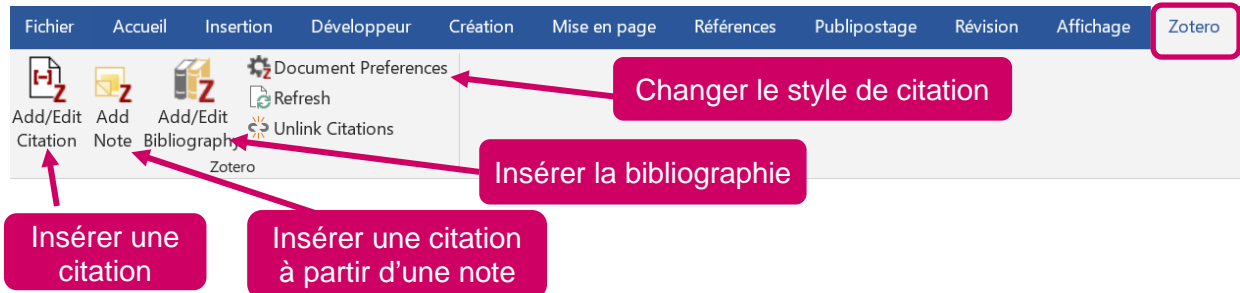 Fichier Accueil Insertion Développeur Création Mise en page Références Publipostage Révision Affichage Zotero
Document Preferences
Refresh
Unlink Citations
Add/Edit Citation
Add Note
Add/Edit Bibliography
Zotero
Changer le style de citation
Insérer la bibliographie
Insérer une
citation
Insérer une citation
à partir d’une note